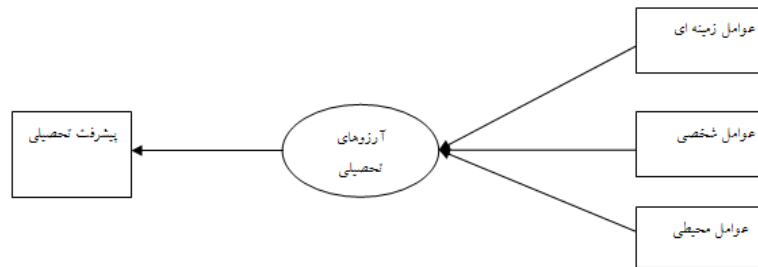 عوامل زمینه ای
عوامل شخصی
عوامل محیطی
آرزوهای
تحصیلی
پیشرفت تحصیلی